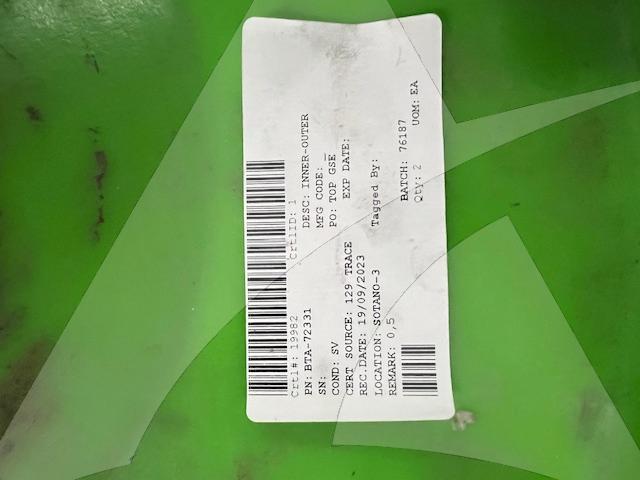 Crtl#: 19982 CrtlID: 1
PN: BTA-72331 DESC: INNER-OUTER
SN: MFG CODE: _
COND: SV PO: TOP GSE
CERT SOURCE: 129 TRACE EXP DATE:
REC.DATE: 19/09/2023
LOCATION: SOTANO-3 Tagged By:
REMARK: 0,5
BATCH: 76187 UOM: EA
Qty: 2